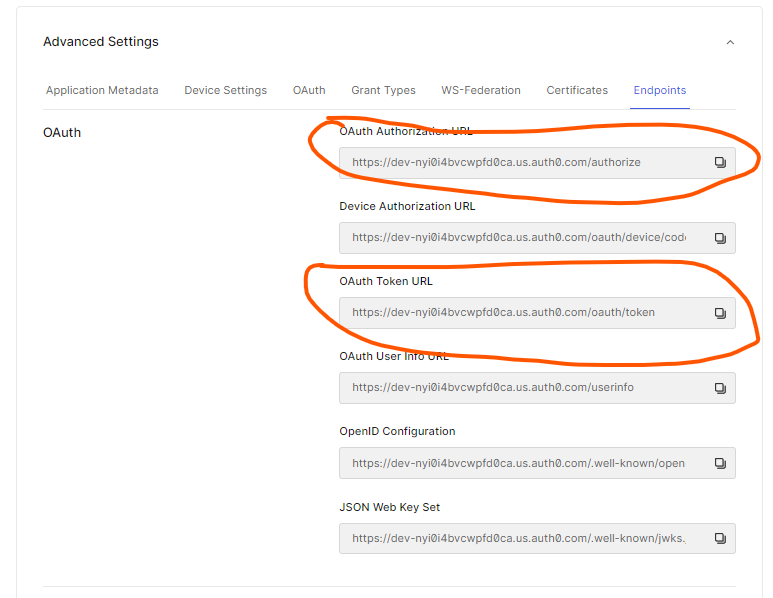 Advanced Settings
Application Metadata Device Settings OAuth Grant Types WS-Federation Certificates Endpoints
OAuth
OAuth Authorization URL
https://dev-nyi0i4bvcwpfd0ca.us.auth0.com/authorize
Device Authorization URL
https://dev-nyi0i4bvcwpfd0ca.us.auth0.com/oauth/device/code
OAuth Token URL
https://dev-nyi0i4bvcwpfd0ca.us.auth0.com/oauth/token
OAuth User Info URL
https://dev-nyi0i4bvcwpfd0ca.us.auth0.com/userinfo
OpenID Configuration
https://dev-nyi0i4bvcwpfd0ca.us.auth0.com/.well-known/open
JSON Web Key Set
https://dev-nyi0i4bvcwpfd0ca.us.auth0.com/.well-known/jwks.